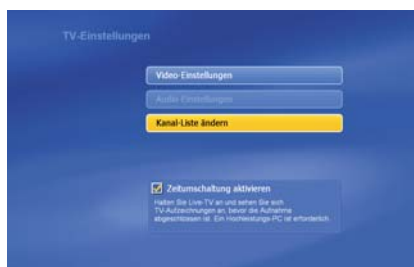 TV-Einstellungen
Video-Einstellungen
Audio-Einstellungen
Kanal-Liste ändern
Zeitumschaltung aktivieren
Halten Sie Live-TV an und sehen Sie sich
TV-Aufzeichnungen an, bevor die Aufnahme
abgeschlossen ist. Ein Hochleistungs-PC ist erforderlich.